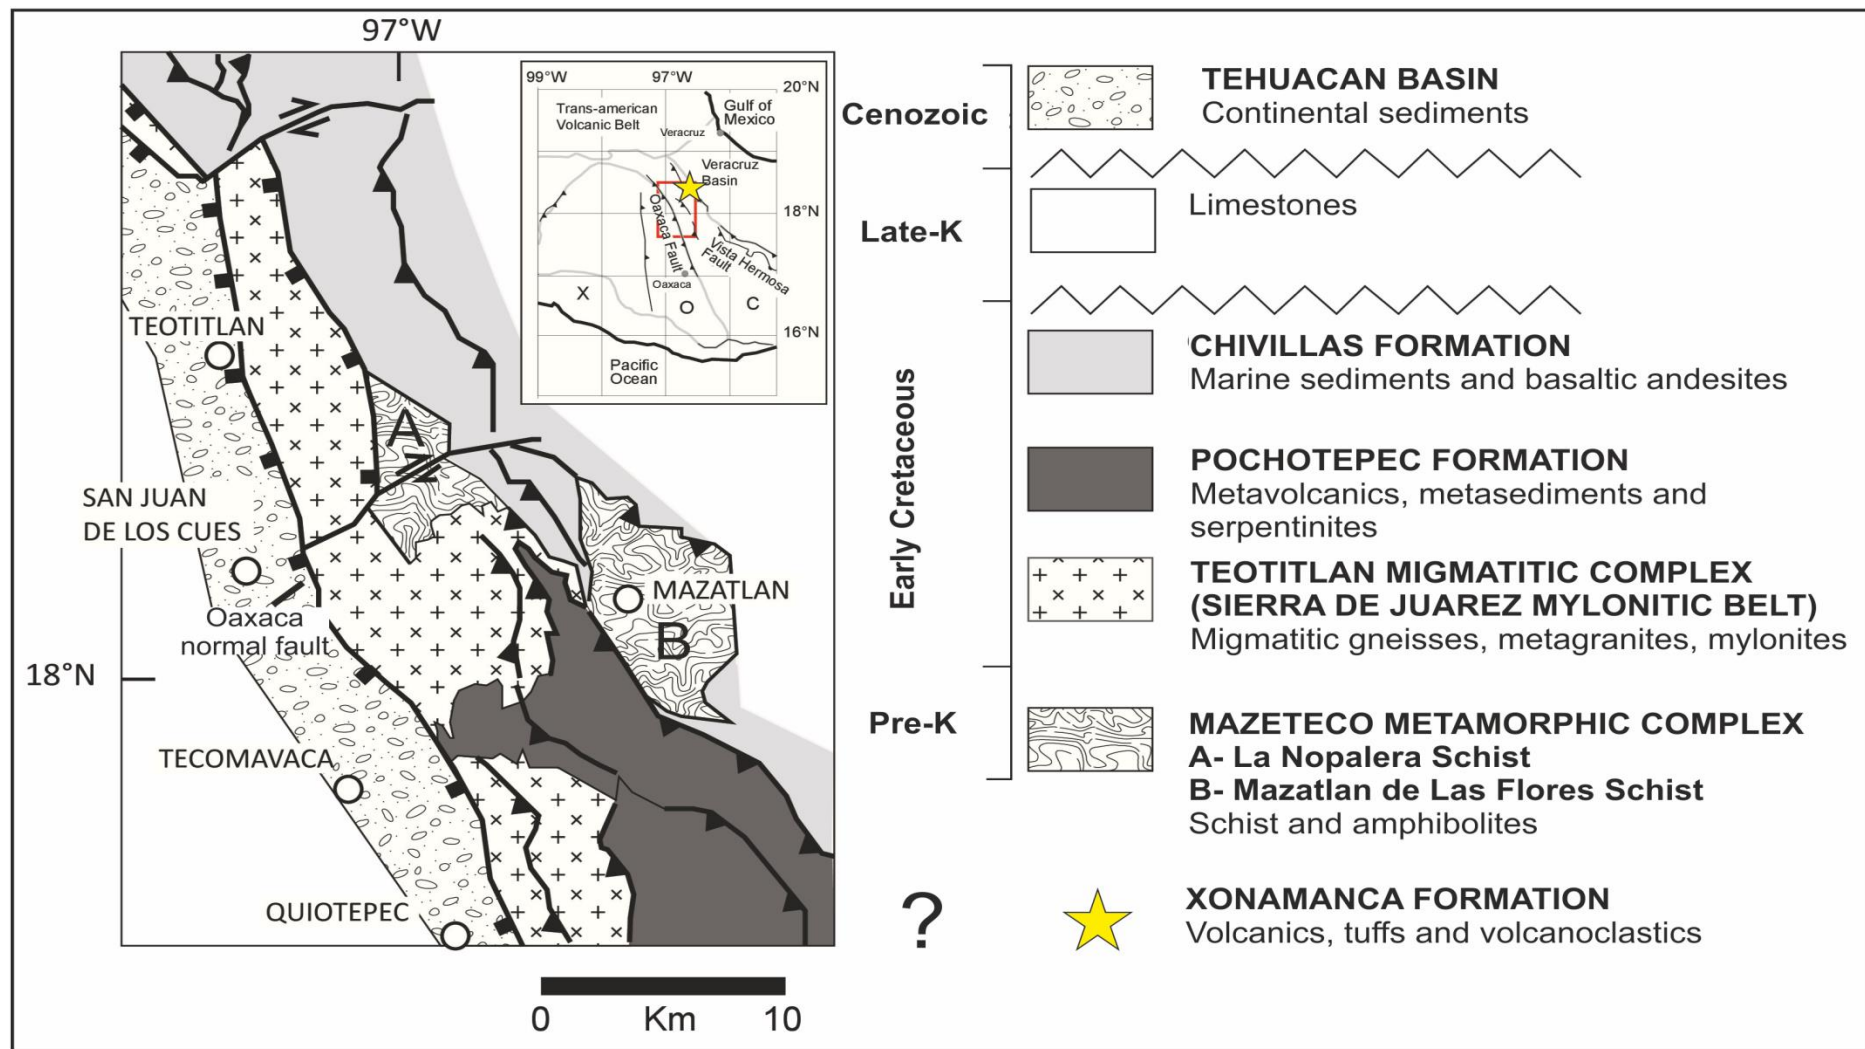 97°W
TEOTITLAN
A
SAN JUAN
DE LOS CUES
MAZATLAN
Oaxaca
normal fault
B
18°N
TECOMAVACA
QUIOTEPEC
0 Km 10
99°W 97°W
20°N
Trans-american
Volcanic Belt
Gulf of
Mexico
Veracruz
Veracruz
Basin
18°N
Oaxaca Fault
Vista Hermosa
Fault
Oaxaca
X
O
C
16°N
Pacific
Ocean
Cenozoic
TEHUACAN BASIN
Continental sediments
Late-K
Limestones
Early Cretaceous
CHIVILLAS FORMATION
Marine sediments and basaltic andesites
POCHOTEPEC FORMATION
Metavolcanics, metasediments and
serpentinites
TEOTITLAN MIGMATITIC COMPLEX
(SIERRA DE JUAREZ MYLONITIC BELT)
Migmatitic gneisses, metagranites, mylonites
Pre-K
MAZETECO METAMORPHIC COMPLEX
A- La Nopalera Schist
B- Mazatlan de Las Flores Schist
Schist and amphibolites
?
XONAMANCA FORMATION
Volcanics, tuffs and volcanoclastics